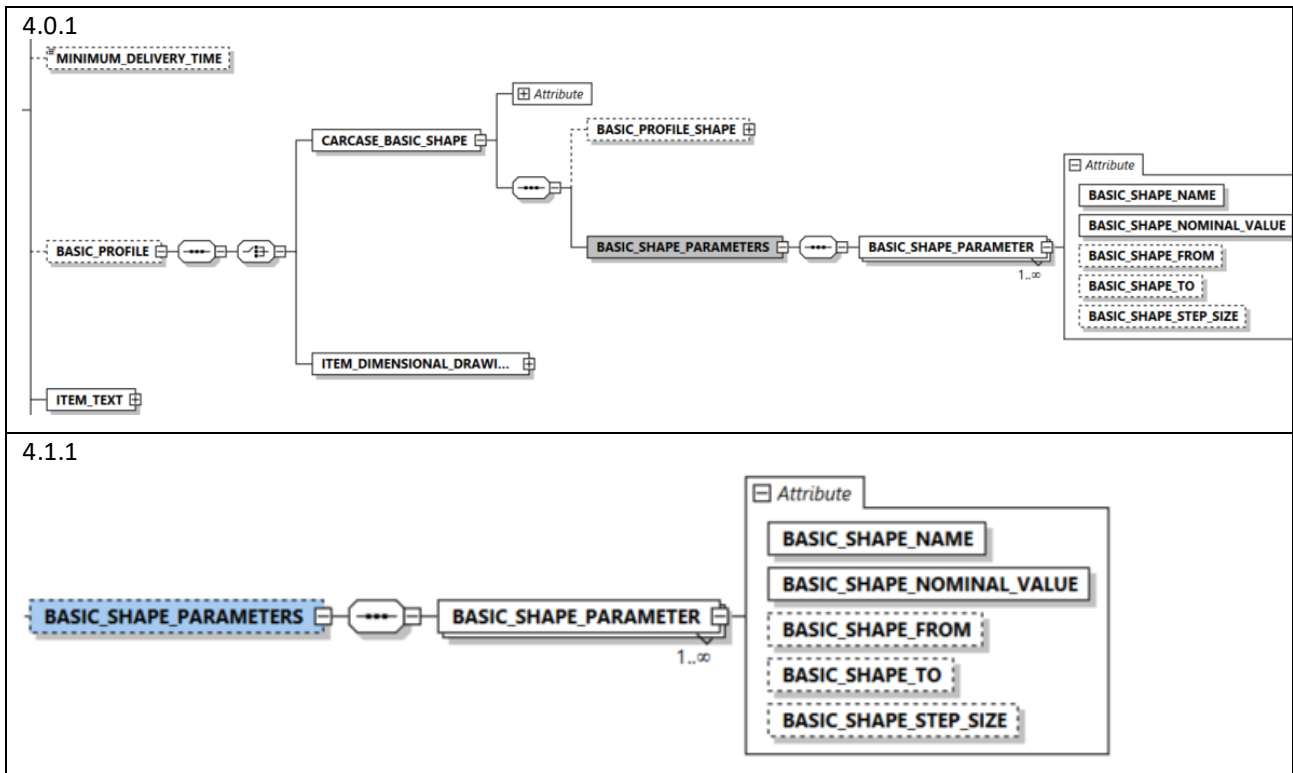 4.0.1
MINIMUM_DELIVERY_TIME
Attribute
BASIC_PROFILE_SHAPE
CARCASE_BASIC_SHAPE
Attribute
BASIC_SHAPE_NAME
BASIC_SHAPE_NOMINAL_VALUE
BASIC_PROFILE
BASIC_SHAPE_PARAMETERS
BASIC_SHAPE_PARAMETER
1..∞
BASIC_SHAPE_FROM
BASIC_SHAPE_TO
BASIC_SHAPE_STEP_SIZE
ITEM_DIMENSIONAL_DRAWI...
ITEM_TEXT
4.1.1
Attribute
BASIC_SHAPE_NAME
BASIC_SHAPE_NOMINAL_VALUE
BASIC_SHAPE_PARAMETERS
BASIC_SHAPE_PARAMETER
1..∞
BASIC_SHAPE_FROM
BASIC_SHAPE_TO
BASIC_SHAPE_STEP_SIZE